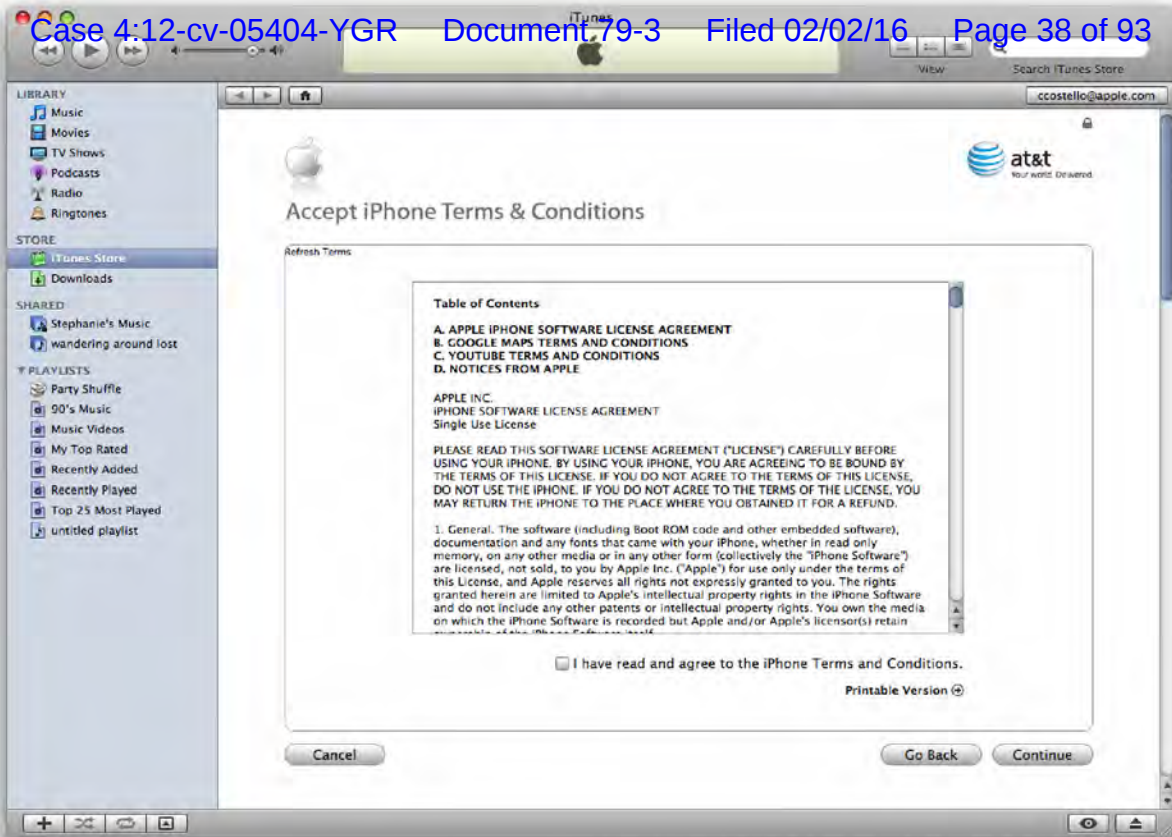 iTunes
Case 4:12-cv-05404-YGR Document 79-3 Filed 02/02/16 Page 38 of 93
View
Search iTunes Store
LIBRARY
Music
Movies
TV Shows
Podcasts
Radio
Ringtones
STORE
iTunes Store
Downloads
SHARED
Stephanie's Music
wandering around lost
PLAYLISTS
Party Shuffle
90's Music
Music Videos
My Top Rated
Recently Added
Recently Played
Top 25 Most Played
untitled playlist
ccostello@apple.com
at&t
Your world. Delivered.
Accept iPhone Terms & Conditions
Refresh Terms
Table of Contents
A. APPLE IPHONE SOFTWARE LICENSE AGREEMENT
B. GOOGLE MAPS TERMS AND CONDITIONS
C. YOUTUBE TERMS AND CONDITIONS
D. NOTICES FROM APPLE
APPLE INC.
IPHONE SOFTWARE LICENSE AGREEMENT
Single Use License
PLEASE READ THIS SOFTWARE LICENSE AGREEMENT ("LICENSE") CAREFULLY BEFORE
USING YOUR IPHONE. BY USING YOUR IPHONE, YOU ARE AGREEING TO BE BOUND BY
THE TERMS OF THIS LICENSE. IF YOU DO NOT AGREE TO THE TERMS OF THIS LICENSE,
DO NOT USE THE IPHONE. IF YOU DO NOT AGREE TO THE TERMS OF THE LICENSE, YOU
MAY RETURN THE IPHONE TO THE PLACE WHERE YOU OBTAINED IT FOR A REFUND.
1. General. The software (including Boot ROM code and other embedded software),
documentation and any fonts that came with your iPhone, whether in read only
memory, on any other media or in any other form (collectively the "iPhone Software")
are licensed, not sold, to you by Apple Inc. ("Apple") for use only under the terms of
this License, and Apple reserves all rights not expressly granted to you. The rights
granted herein are limited to Apple's intellectual property rights in the iPhone Software
and do not include any other patents or intellectual property rights. You own the media
on which the iPhone Software is recorded but Apple and/or Apple's licensor(s) retain
ownership of the iPhone Software itself.
I have read and agree to the iPhone Terms and Conditions.
Printable Version
Cancel
Go Back
Continue